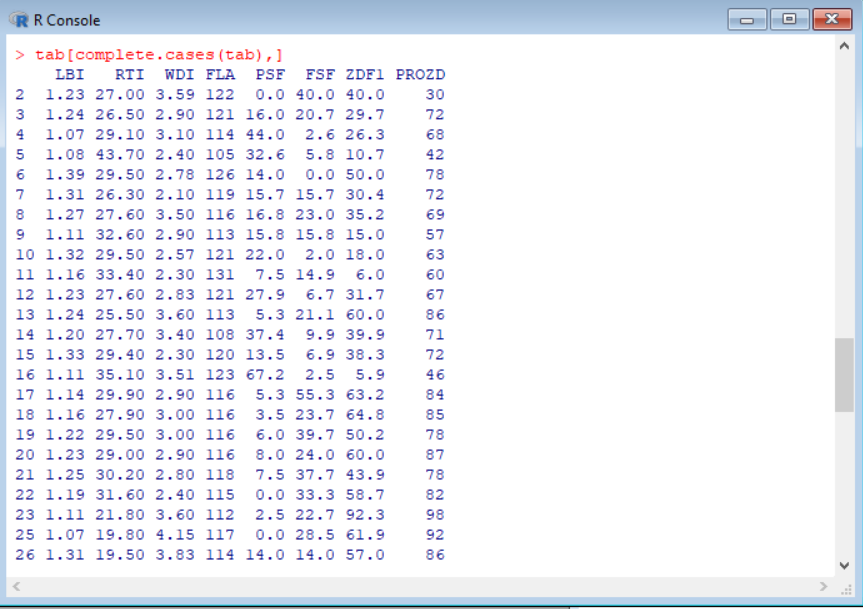 R Console
> tab[complete.cases(tab),]
LBI RTI WDI FLA PSF FSF ZDF1 PROZD
2 1.23 27.00 3.59 122 0.0 40.0 40.0 30
3 1.24 26.50 2.90 121 16.0 20.7 29.7 72
4 1.07 29.10 3.10 114 44.0 2.6 26.3 68
5 1.08 43.70 2.40 105 32.6 5.8 10.7 42
6 1.39 29.50 2.78 126 14.0 0.0 50.0 78
7 1.31 26.30 2.10 119 15.7 15.7 30.4 72
8 1.27 27.60 3.50 116 16.8 23.0 35.2 69
9 1.11 32.60 2.90 113 15.8 15.8 15.0 57
10 1.32 29.50 2.57 121 22.0 2.0 18.0 63
11 1.16 33.40 2.30 131 7.5 14.9 6.0 60
12 1.23 27.60 2.83 121 27.9 6.7 31.7 67
13 1.24 25.50 3.60 113 5.3 21.1 60.0 86
14 1.20 27.70 3.40 108 37.4 9.9 39.9 71
15 1.33 29.40 2.30 120 13.5 6.9 38.3 72
16 1.11 35.10 3.51 123 67.2 2.5 5.9 46
17 1.14 29.90 2.90 116 5.3 55.3 63.2 84
18 1.16 27.90 3.00 116 3.5 23.7 64.8 85
19 1.22 29.50 3.00 116 6.0 39.7 50.2 78
20 1.23 29.00 2.90 116 8.0 24.0 60.0 87
21 1.25 30.20 2.80 118 7.5 37.7 43.9 78
22 1.19 31.60 2.40 115 0.0 33.3 58.7 82
23 1.11 21.80 3.60 112 2.5 22.7 92.3 98
25 1.07 19.80 4.15 117 0.0 28.5 61.9 92
26 1.31 19.50 3.83 114 14.0 14.0 57.0 86